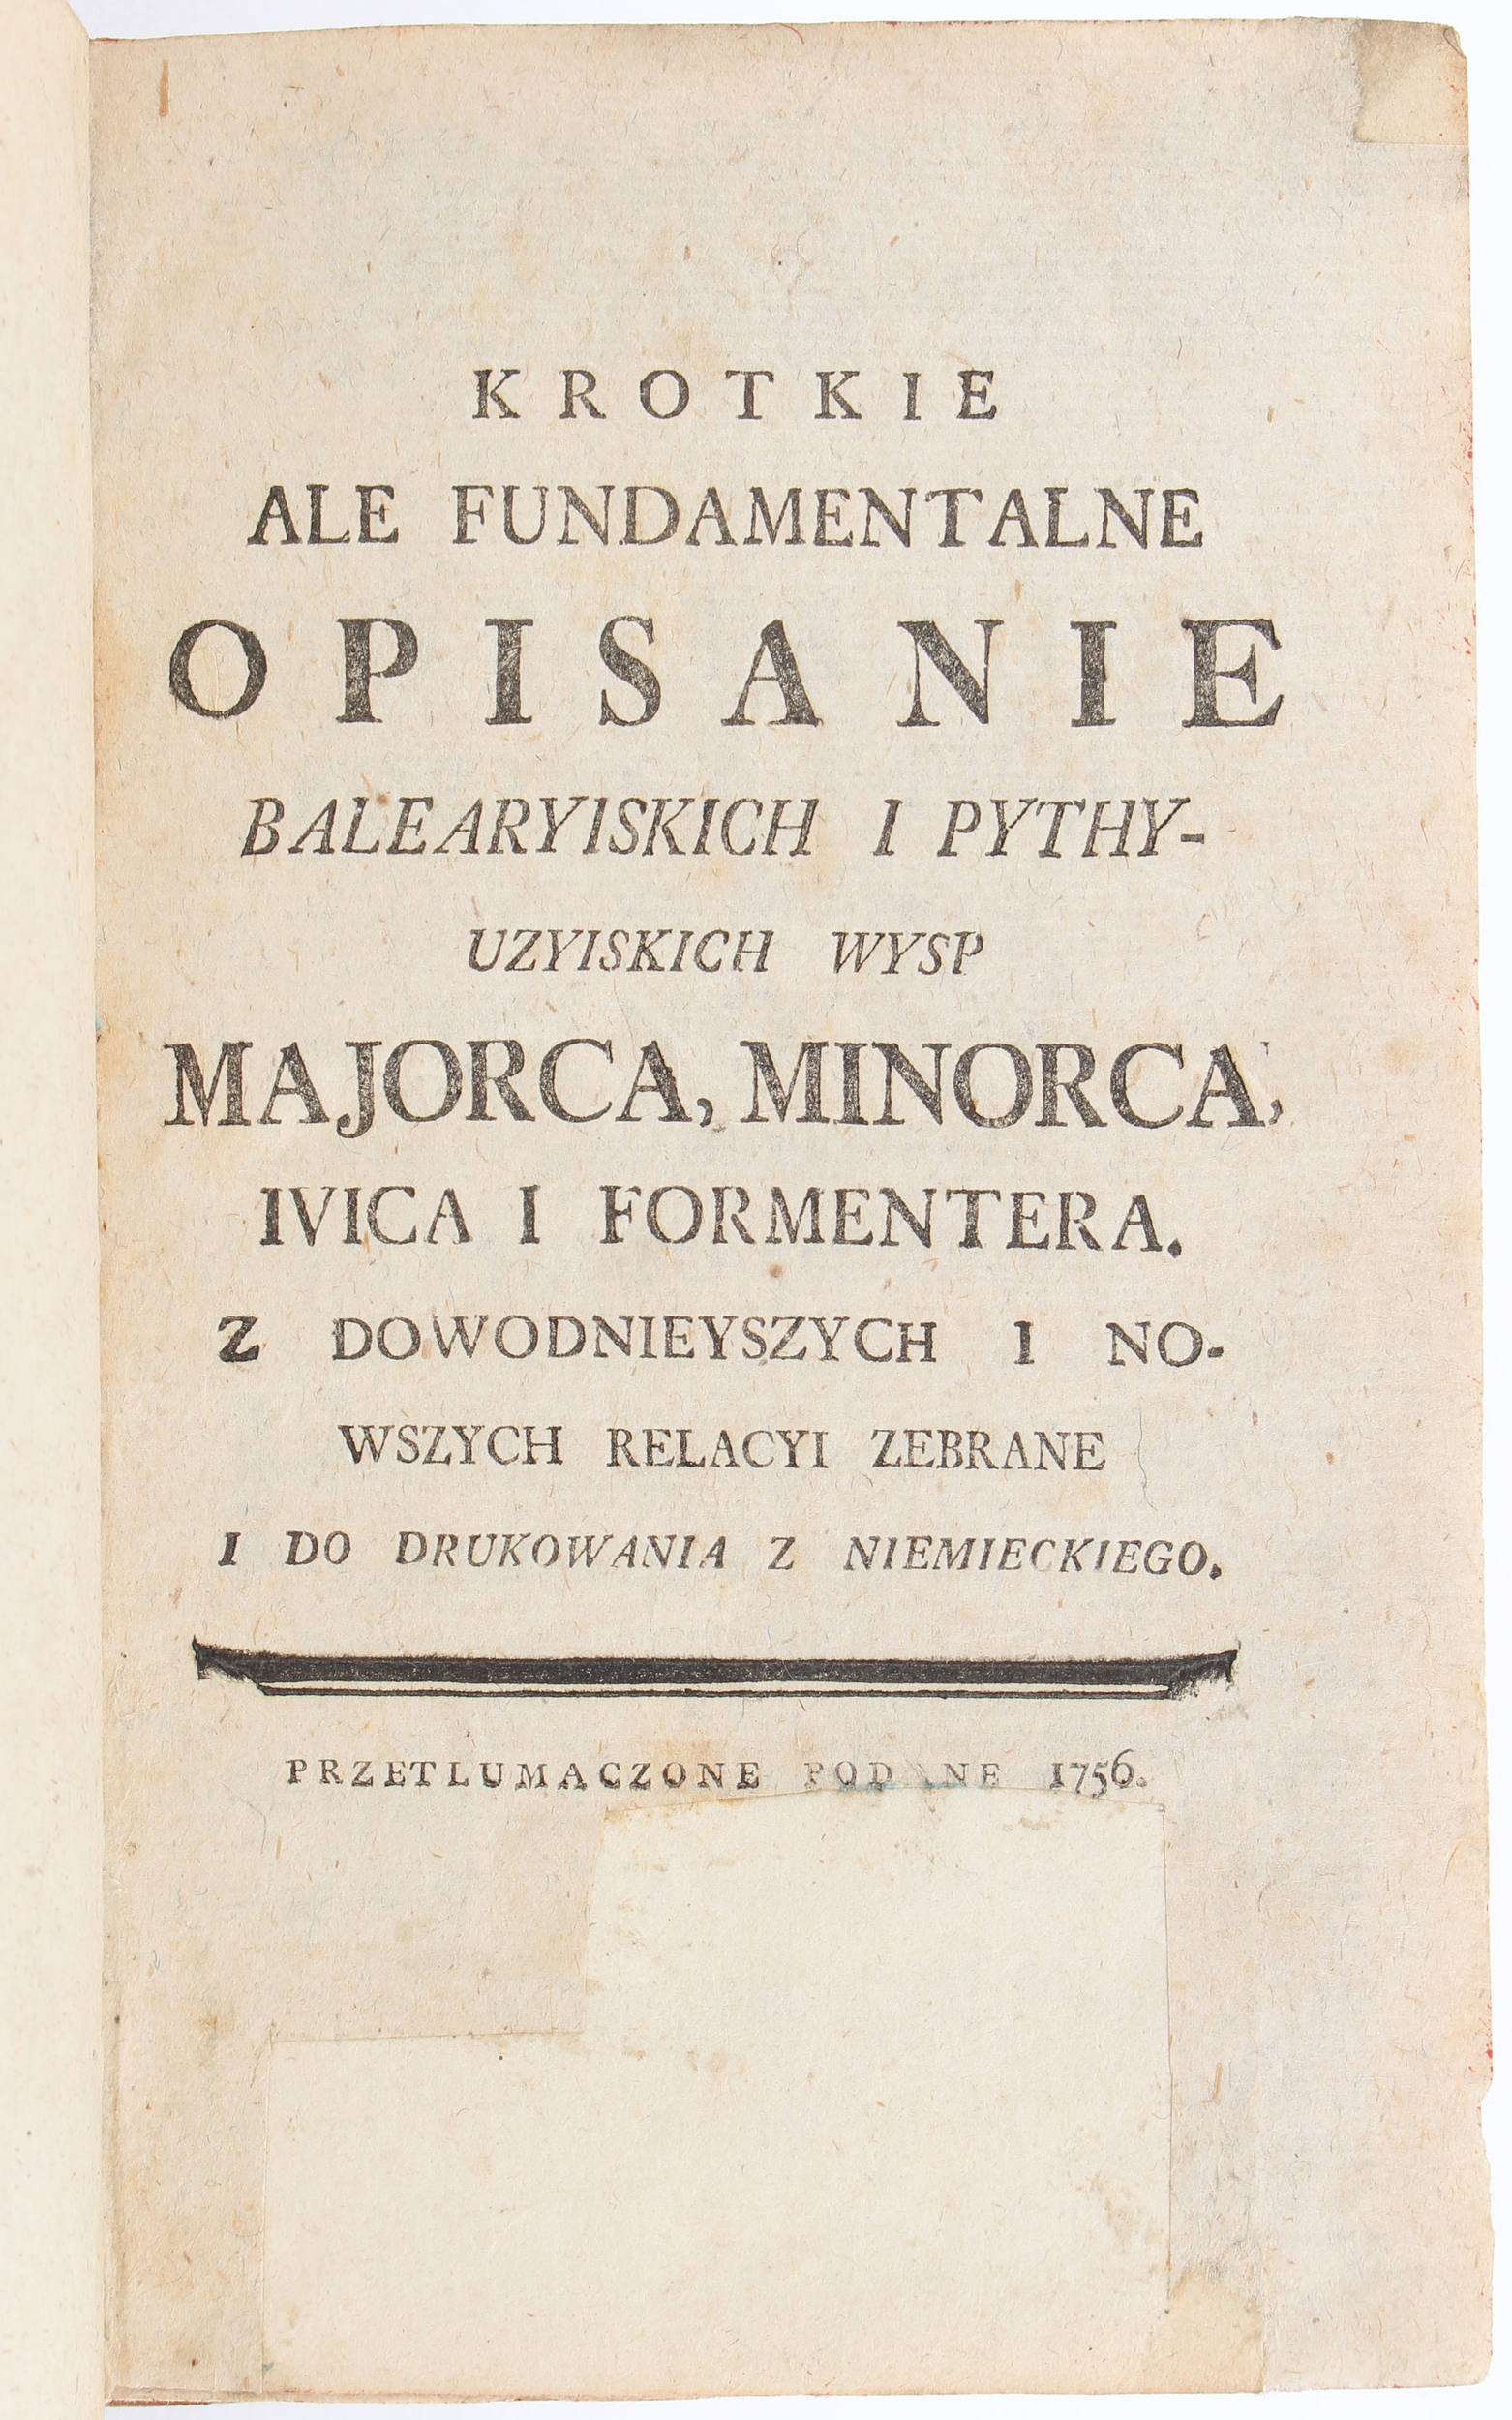 KROTKIE
ALE FUNDAMENTALNE
OPISANIE
BALEARYISKICH I PYTHY-
UZYISKICH WYSP
MAJORCA, MINORCA,
IVICA I FORMENTERA.
Z DOWODNIEYSZYCH I NO-
WSZYCH RELACYI ZEBRANE
I DO DRUKOWANIA Z NIEMIECKIEGO.
PRZETLUMACZONE PODANE 1756.